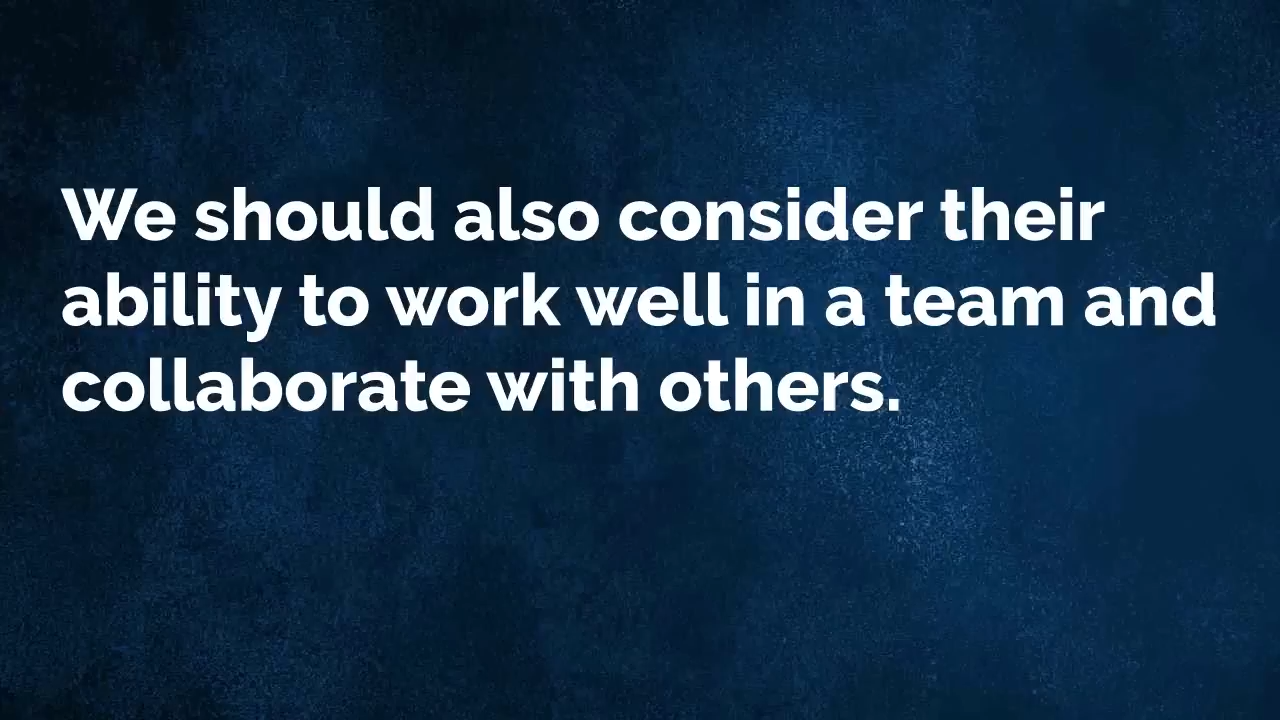 We should also consider their
ability to work well in a team and
collaborate with others.